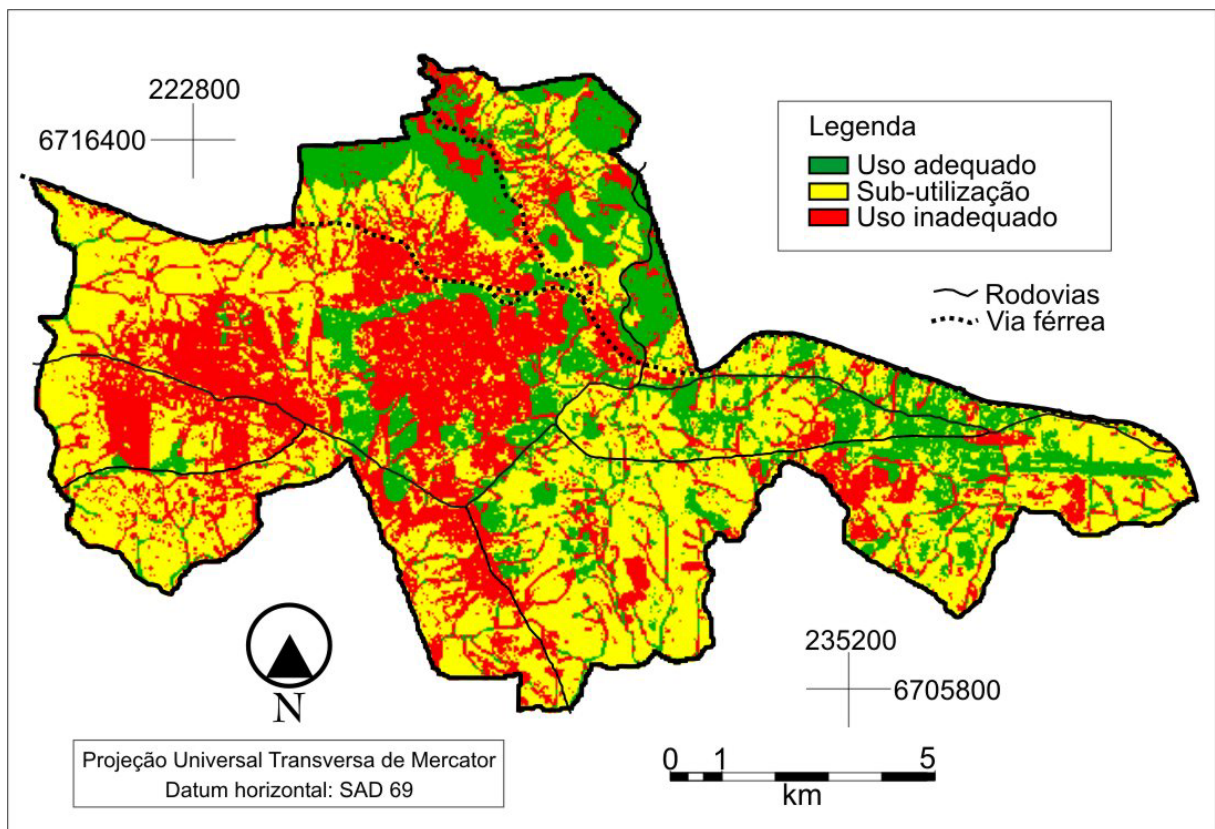 222800
6716400
Legenda
Uso adequado
Sub-utilização
Uso inadequado
Rodovias
Via férrea
235200
6705800
N
Projeção Universal Transversa de Mercator
Datum horizontal: SAD 69
0 1 5
km